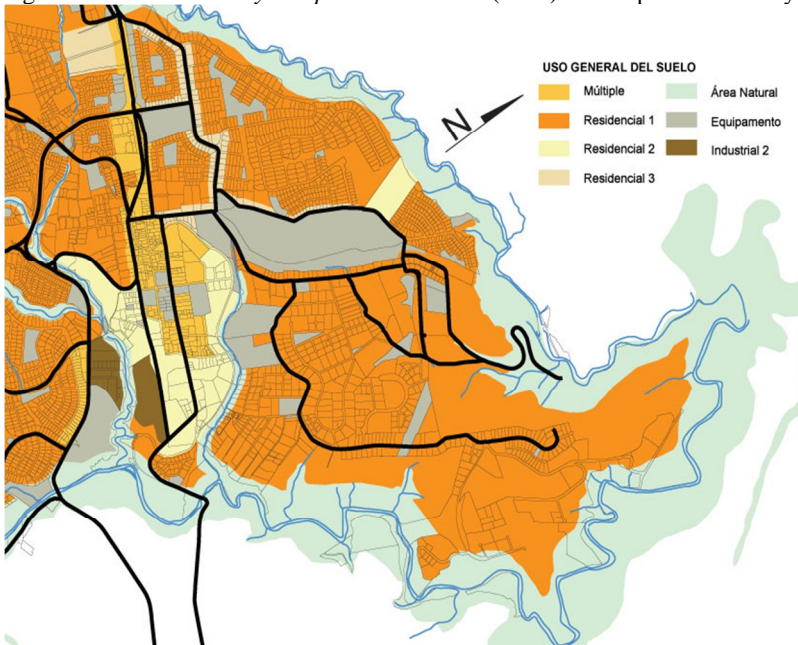 USO GENERAL DEL SUELO
Múltiple
Residencial 1
Residencial 2
Residencial 3
Área Natural
Equipamento
Industrial 2
N